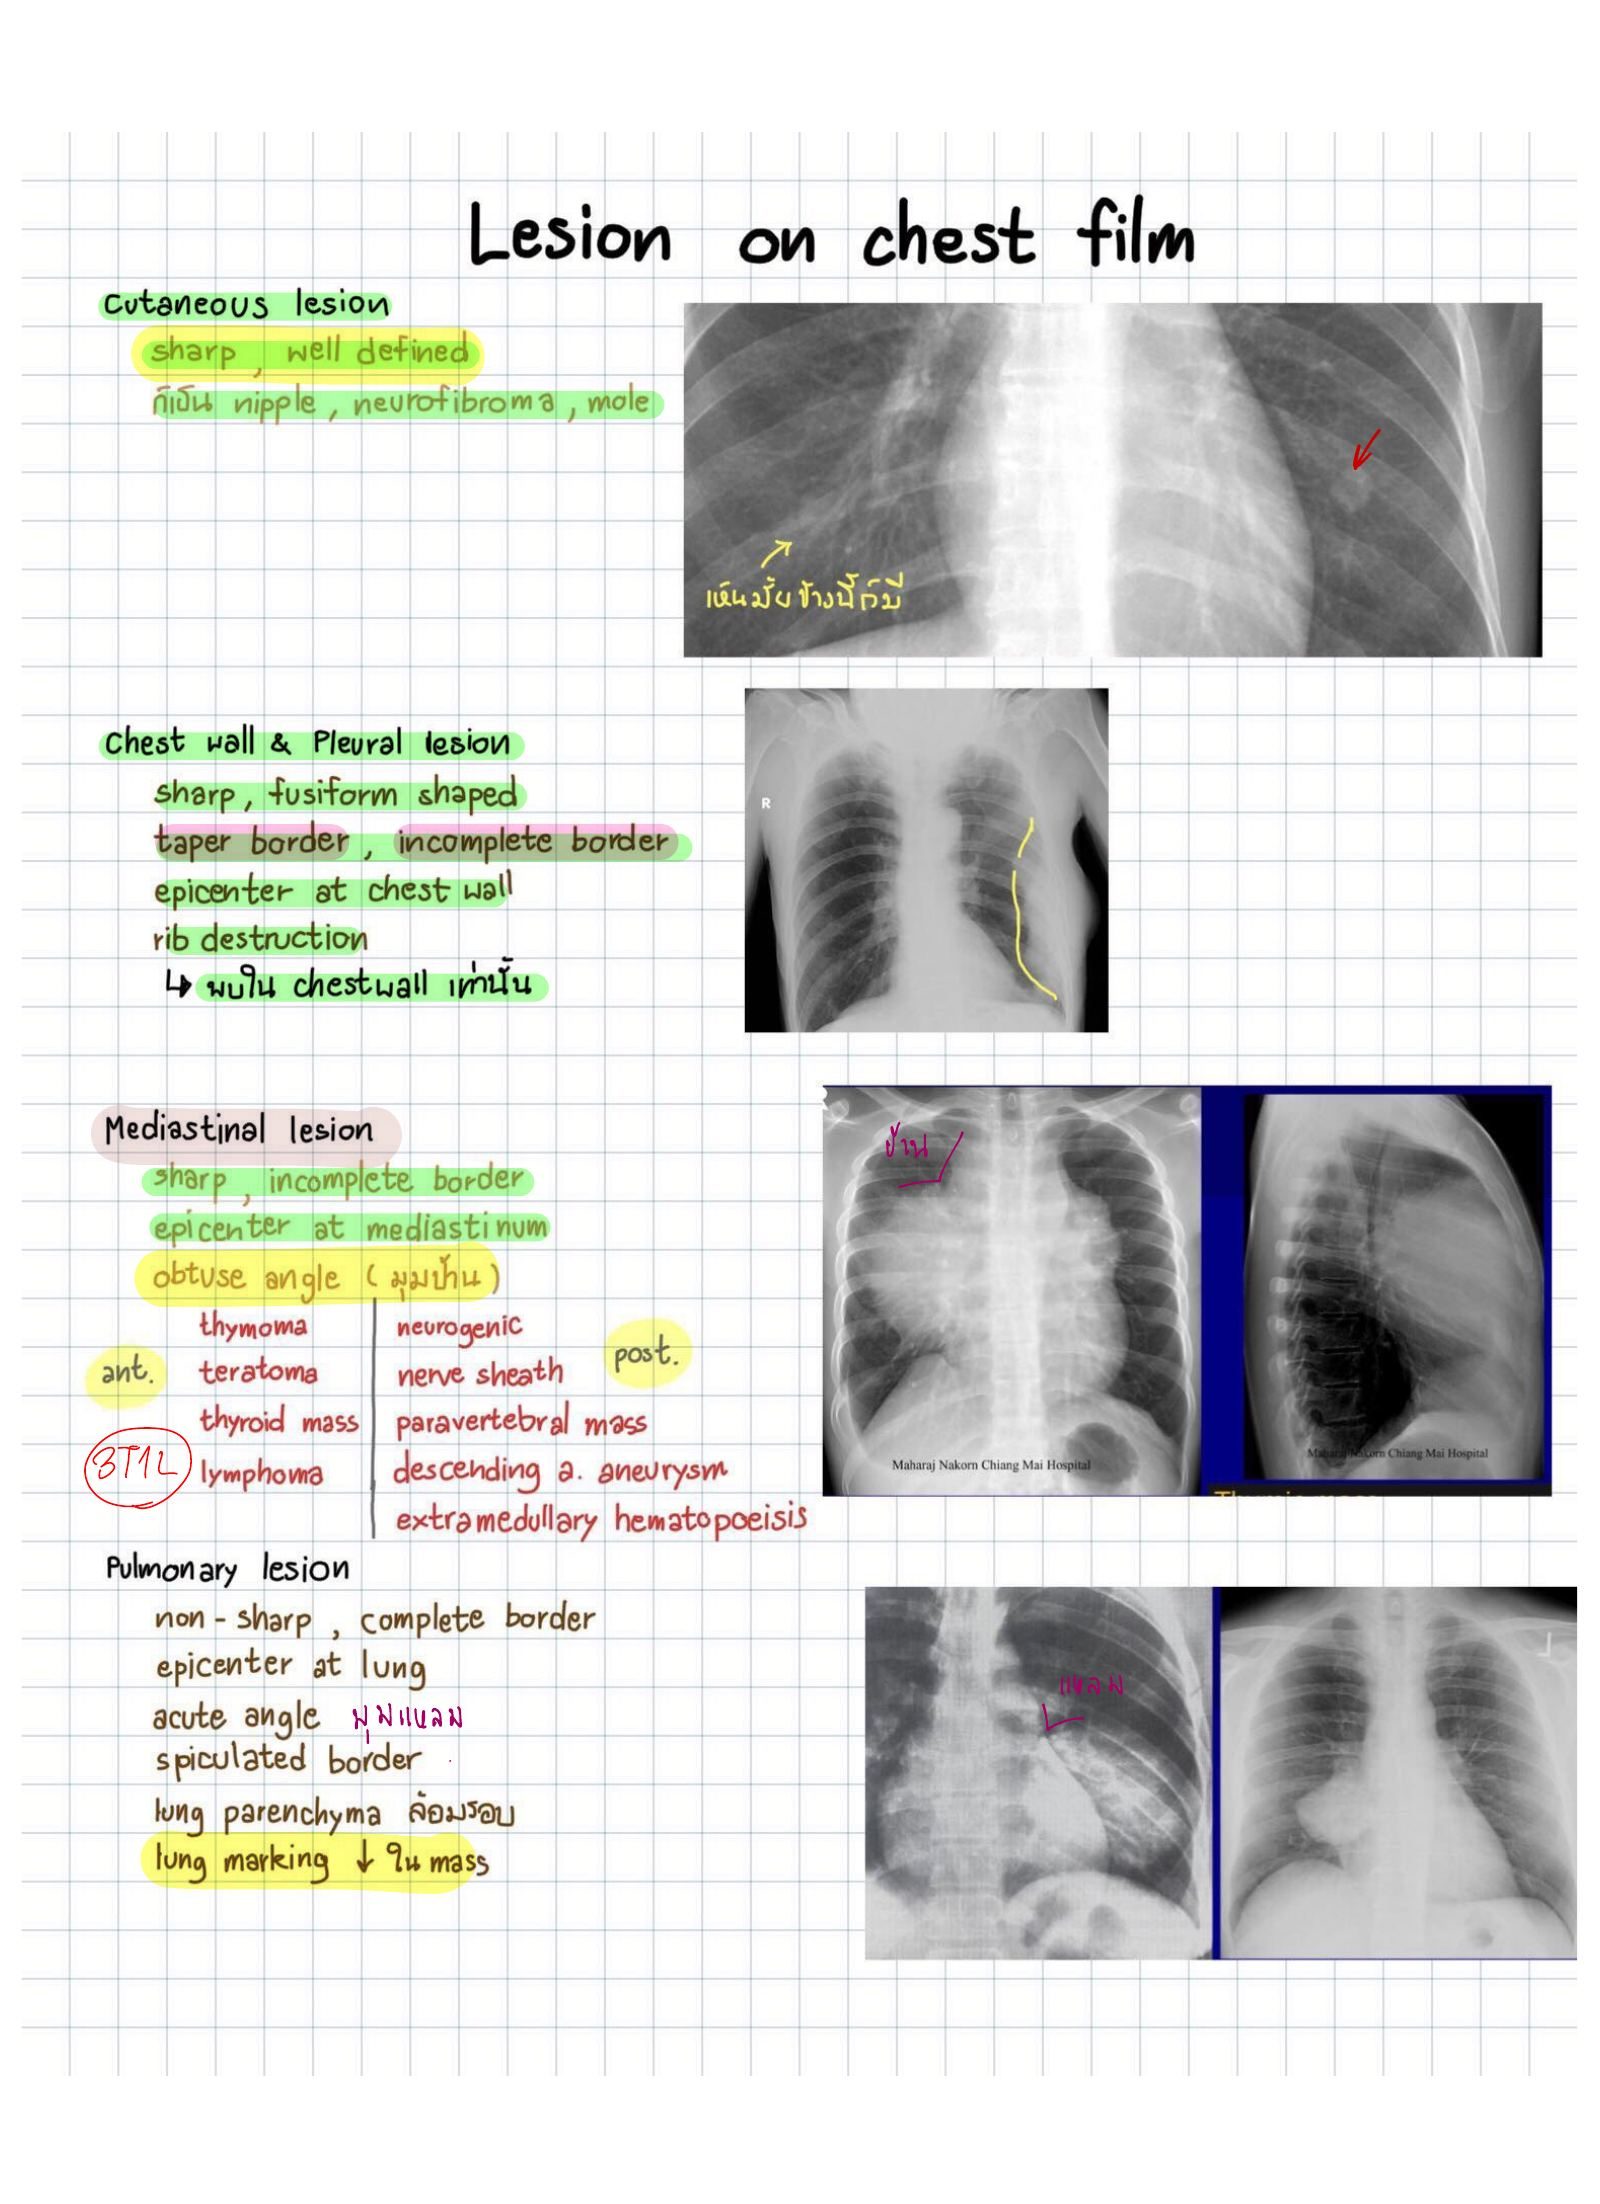 Lesion on chest film
Cutaneous lesion
sharp, well defined
ก็เป็น nipple, neurofibroma, mole
เห็นมั้ยข้างนี้ก็มี
Chest wall & Pleural lesion
sharp, fusiform shaped
taper border, incomplete border
epicenter at chest wall
rib destruction
↳ พบใน chestwall เท่านั้น
R
Mediastinal lesion
sharp, incomplete border
epicenter at mediastinum
obtuse angle (มุมป้าน)
ant.
thymoma
teratoma
thyroid mass
lymphoma
3T1L
neurogenic
nerve sheath
paravertebral mass
descending a. aneurysm
extramedullary hematopoeisis
post.
ป้าน
Maharaj Nakorn Chiang Mai Hospital
Maharaj Nakorn Chiang Mai Hospital
Pulmonary lesion
non-sharp, complete border
epicenter at lung
acute angle มุมแหลม
spiculated border
lung parenchyma ล้อมรอบ
lung marking ↓ ใน mass
แหลม
L